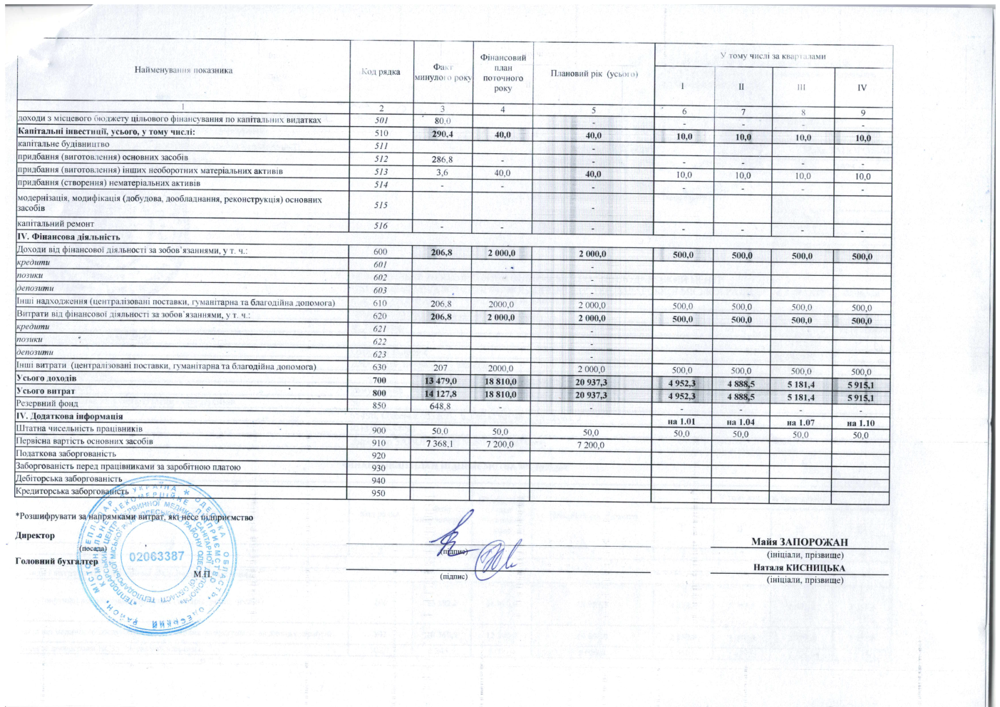 Найменування показника Код рядка Факт минулого року Фінансовий план поточного року Плановий рік (усього) У тому числі за кварталами
I II III IV
1 2 3 4 5 6 7 8 9
доходи з місцевого бюджету цільового фінансування по капітальних видатках 501 80,0 - - - - -
Капітальні інвестиції, усього, у тому числі: 510 290,4 40,0 40,0 10,0 10,0 10,0 10,0
капітальне будівництво 511 -
придбання (виготовлення) основних засобів 512 286,8 - - - - - -
придбання (виготовлення) інших необоротних матеріальних активів 513 3,6 40,0 40,0 10,0 10,0 10,0 10,0
придбання (створення) нематеріальних активів 514 - - - - - - -
модернізація, модифікація (добудова, дообладнання, реконструкція) основних
засобів 515 -
капітальний ремонт 516 - - - - - - -
IV. Фінансова діяльність
Доходи від фінансової діяльності за зобов`язаннями, у т. ч.: 600 206,8 2 000,0 2 000,0 500,0 500,0 500,0 500,0
кредити 601 -
позики 602 -
депозити 603 -
Інші надходження (централізовані поставки, гуманітарна та благодійна допомога) 610 206,8 2000,0 2 000,0 500,0 500,0 500,0 500,0
Витрати від фінансової діяльності за зобов`язаннями, у т. ч.: 620 206,8 2 000,0 2 000,0 500,0 500,0 500,0 500,0
кредити 621 -
позики 622 -
депозити 623 -
Інші витрати (централізовані поставки, гуманітарна та благодійна допомога) 630 207 2000,0 2 000,0 500,0 500,0 500,0 500,0
Усього доходів 700 13 479,0 18 810,0 20 937,3 4 952,3 4 888,5 5 181,4 5 915,1
Усього витрат 800 14 127,8 18 810,0 20 937,3 4 952,3 4 888,5 5 181,4 5 915,1
Резервний фонд 850 648,8 - - - - - -
IV. Додаткова інформація на 1.01 на 1.04 на 1.07 на 1.10
Штатна чисельність працівників 900 50,0 50,0 50,0 50,0 50,0 50,0 50,0
Первісна вартість основних засобів 910 7 368,1 7 200,0 7 200,0
Податкова заборгованість 920
Заборгованість перед працівниками за заробітною платою 930
Дебіторська заборгованість 940
Кредиторська заборгованість 950
*Розшифрувати за напрямками витрат, які несе підприємство
Директор Майя ЗАПОРОЖАН
(посада) (підпис) (ініціали, прізвище)
Головний бухгалтер Наталя КИСНИЦЬКА
М.П. (підпис) (ініціали, прізвище)
02063387